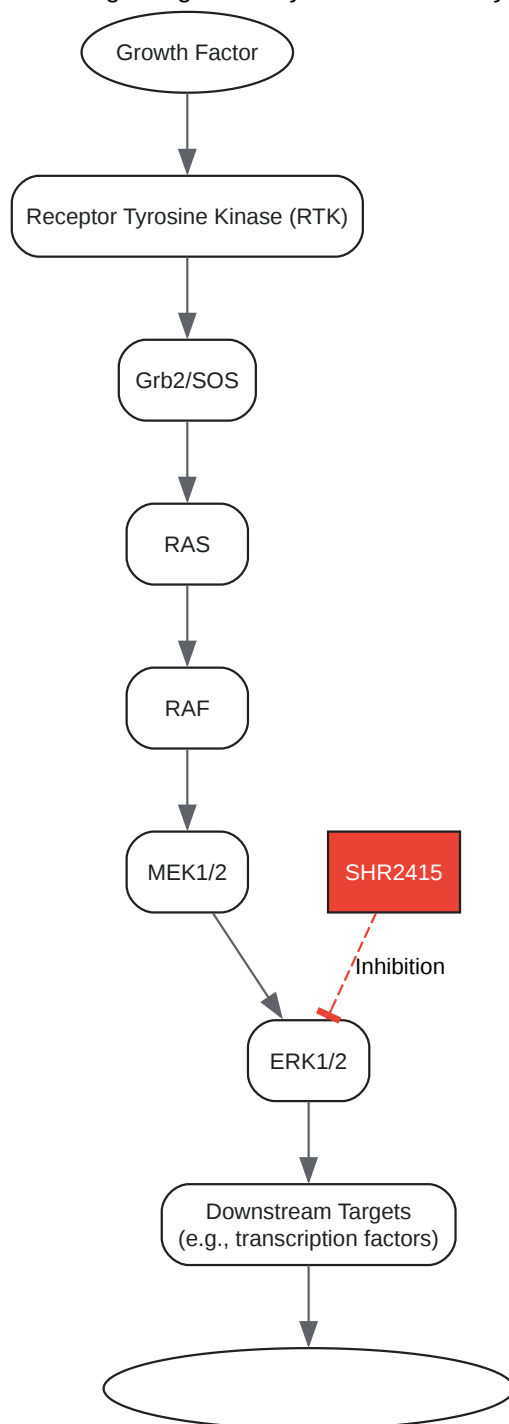 Growth Factor
Receptor Tyrosine Kinase (RTK)
Grb2/SOS
RAS
RAF
MEK1/2
SHR2415
Inhibition
ERK1/2
Downstream Targets
(e.g., transcription factors)